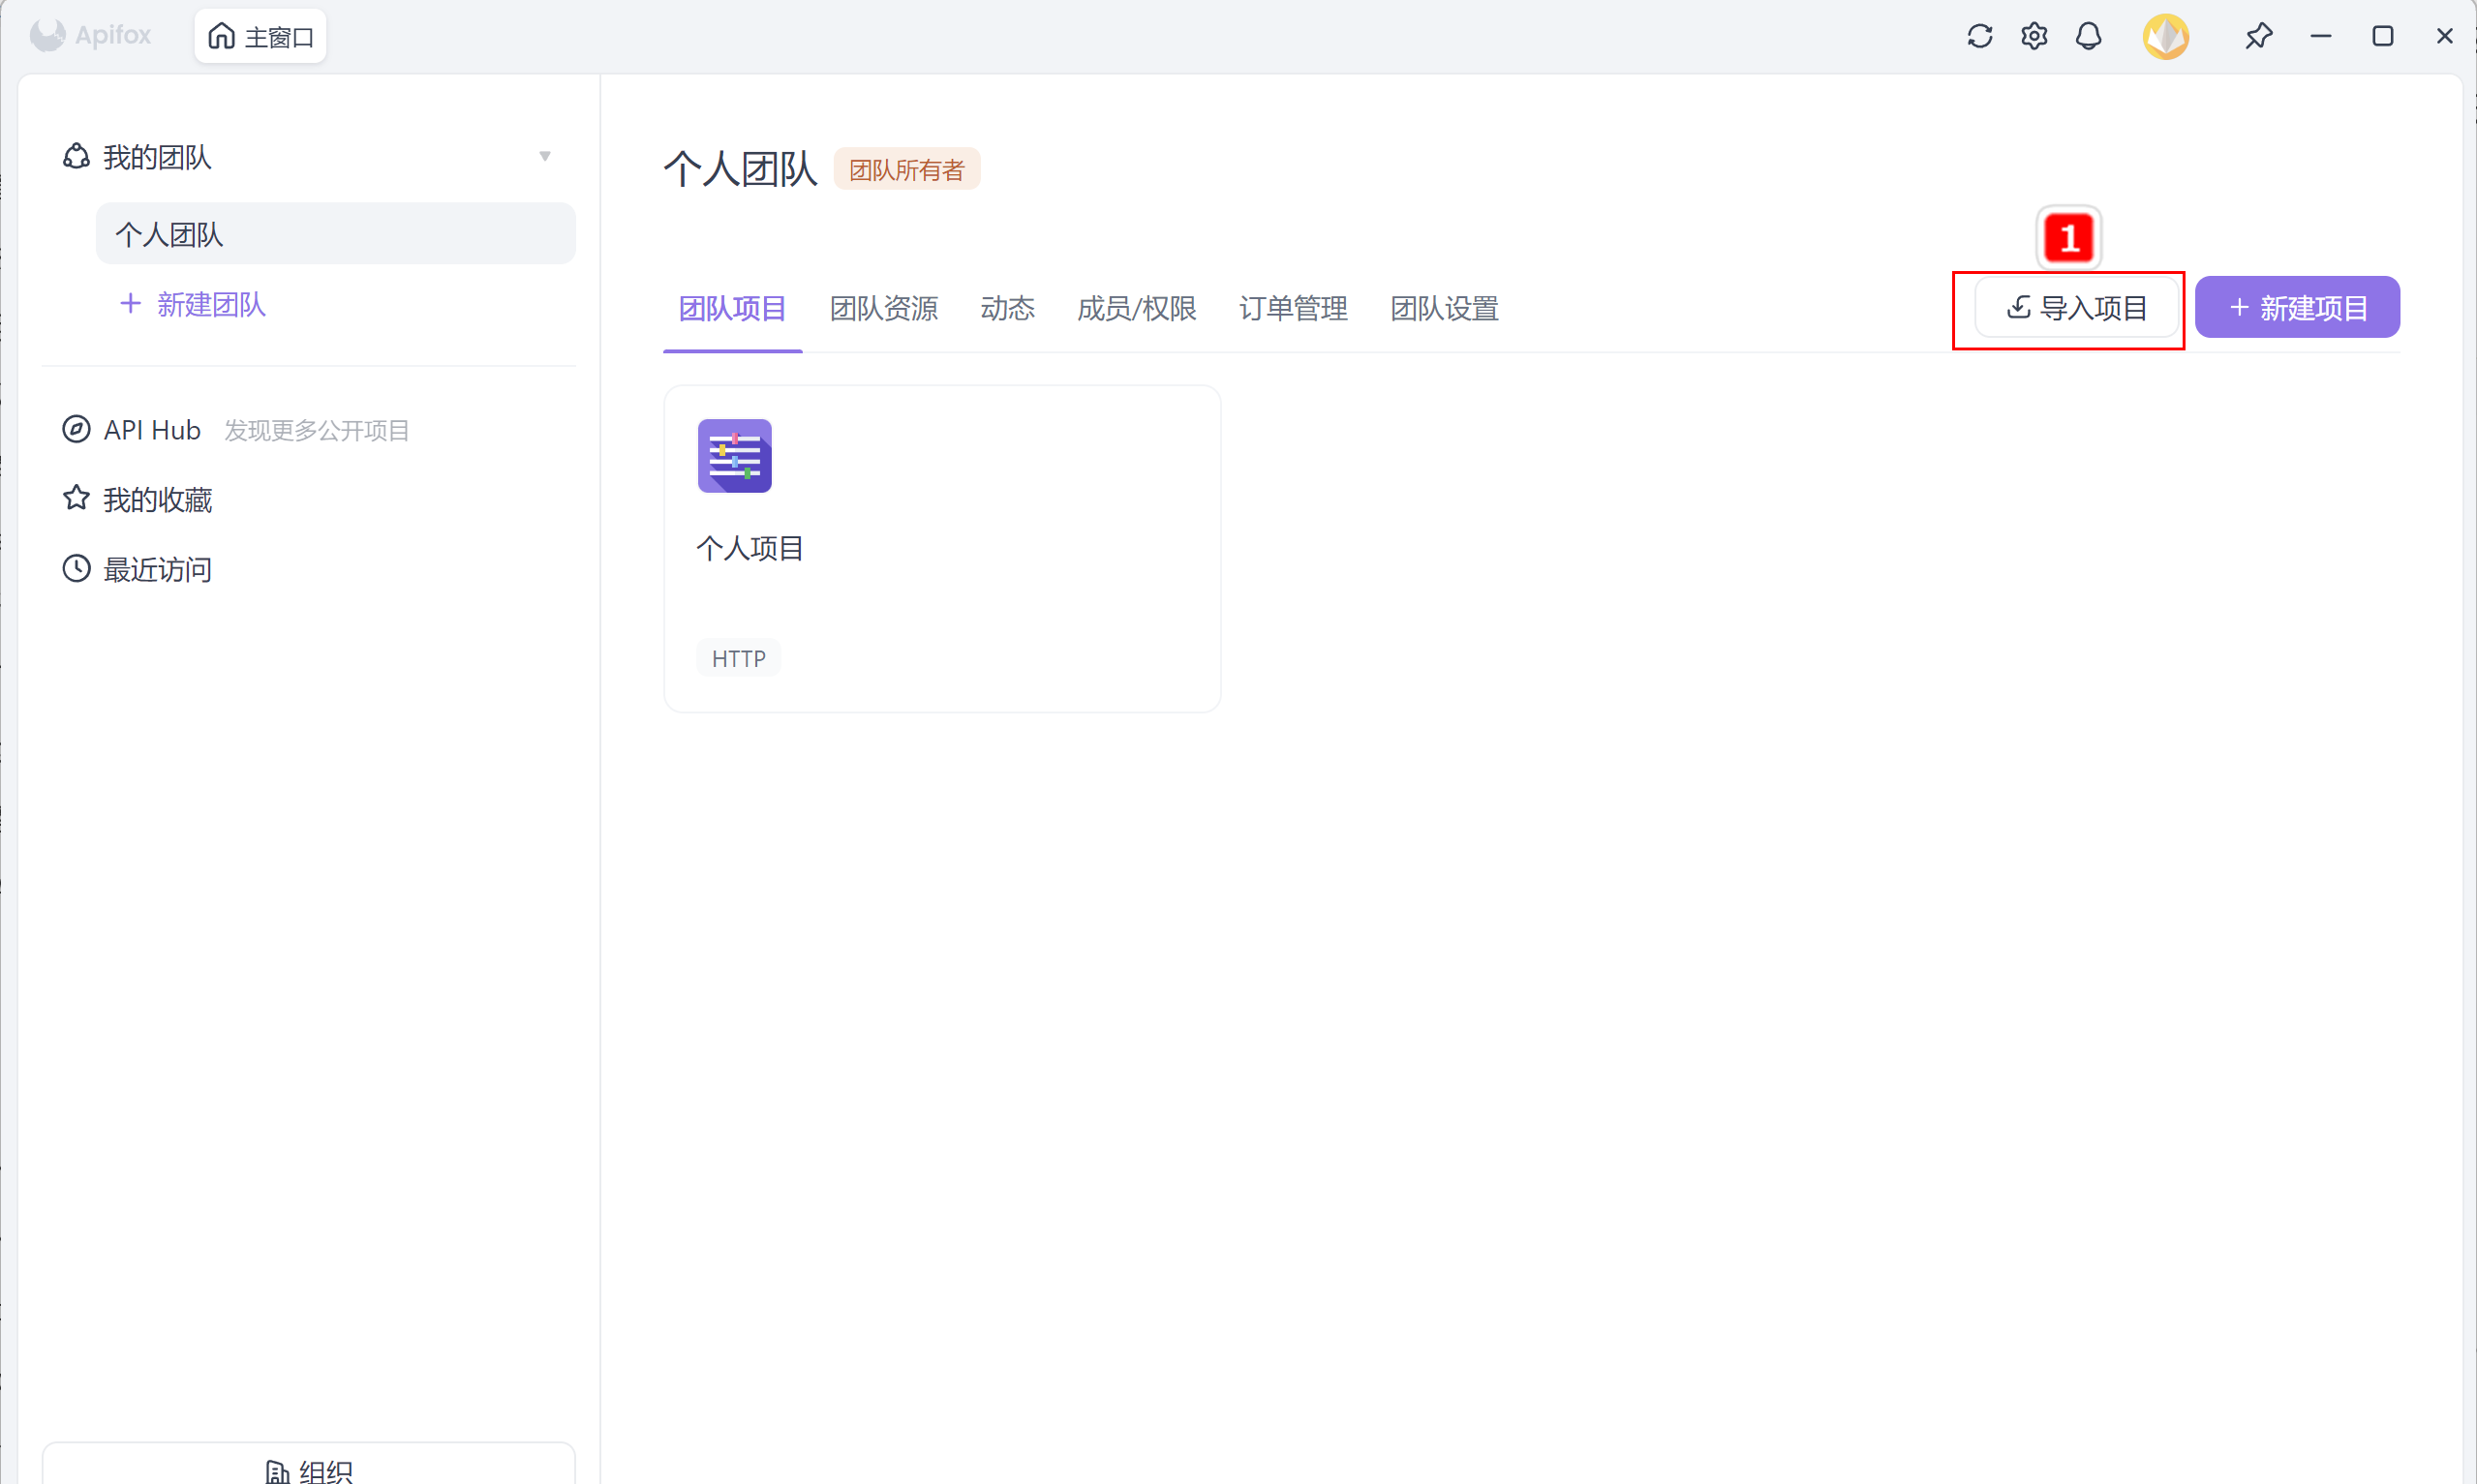 Apifox
主窗口
我的团队
个人团队
+ 新建团队
API Hub 发现更多公开项目
我的收藏
最近访问
组织
个人团队 团队所有者
1
团队项目 团队资源 动态 成员/权限 订单管理 团队设置 导入项目 + 新建项目
个人项目
HTTP